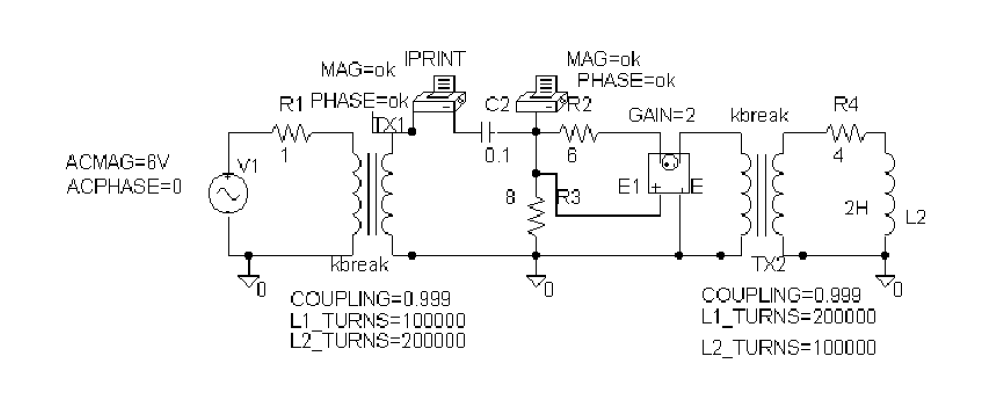 IPRINT
MAG=ok
MAG=ok
PHASE=ok
R1
PHASE=ok
TX1
C2
R2
GAIN=2
kbreak
R4
ACMAG=6V
ACPHASE=0
V1
1
0.1
6
4
E1
E
8
R3
2H
L2
kbreak
TX2
0
0
0
COUPLING=0.999
L1_TURNS=100000
L2_TURNS=200000
COUPLING=0.999
L1_TURNS=200000
L2_TURNS=100000